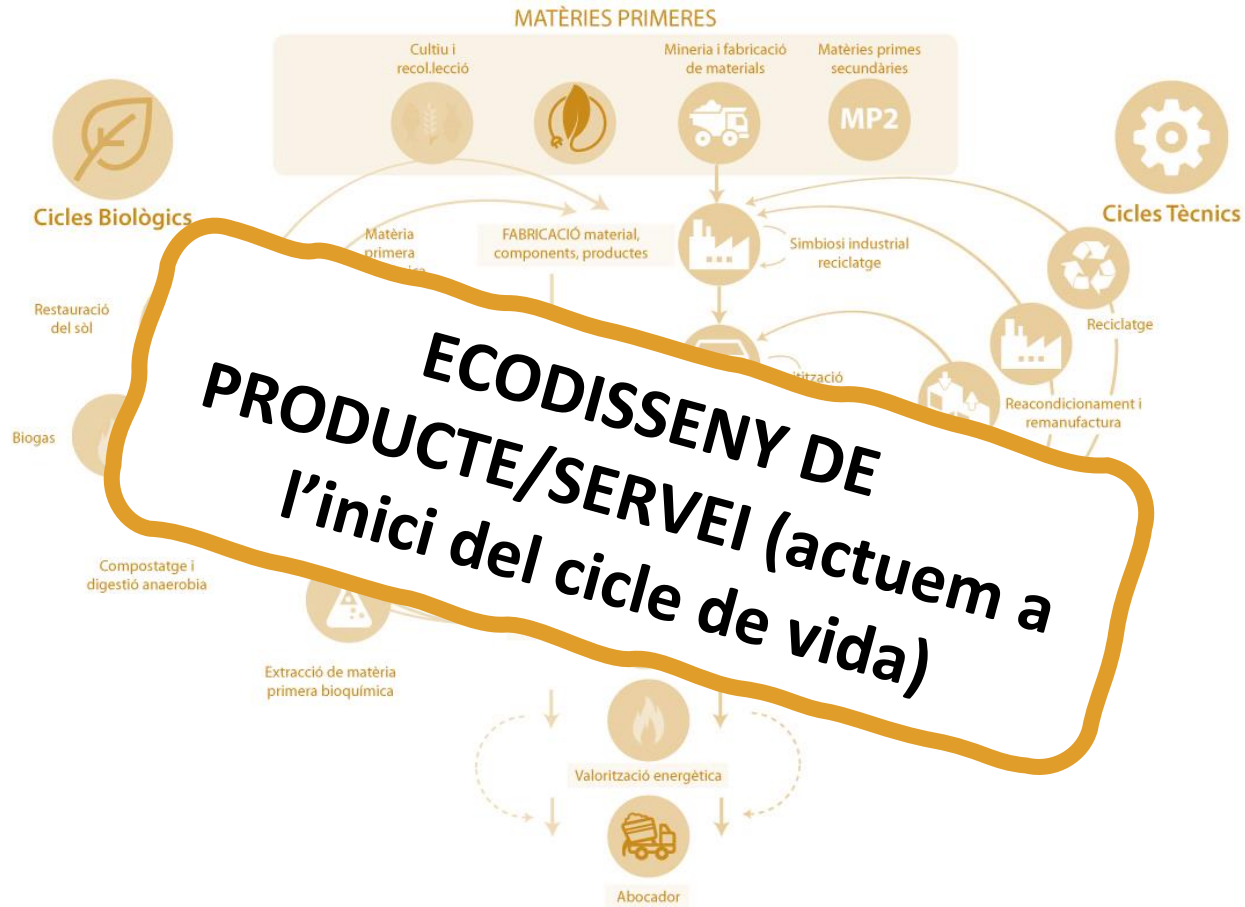 MATÈRIES PRIMERES
Cultiu i
recol.lecció
Mineria i fabricació
de materials
Matèries primes
secundàries
MP2
Cicles Biològics
Cicles Tècnics
Matèria
primera
FABRICACIÓ material,
components, productes
Simbiosi industrial
reciclatge
Restauració
del sòl
Reciclatge
Reacondicionament i
remanufactura
Biogas
ECODISSENY DE
PRODUCTE/SERVEI (actuem a
l’inici del cicle de vida)
Compostatge i
digestió anaerobia
Extracció de matèria
primera bioquímica
Valorització energètica
Abocador